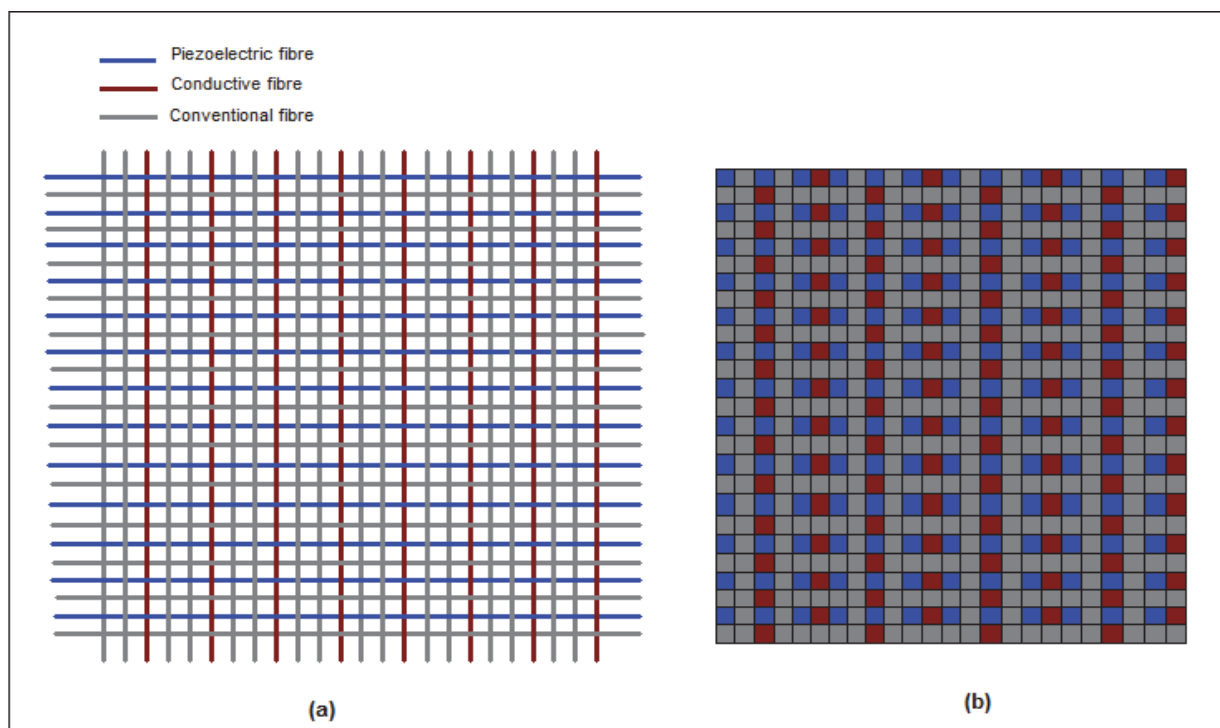 Piezoelectric fibre
Conductive fibre
Conventional fibre
(a)
(b)